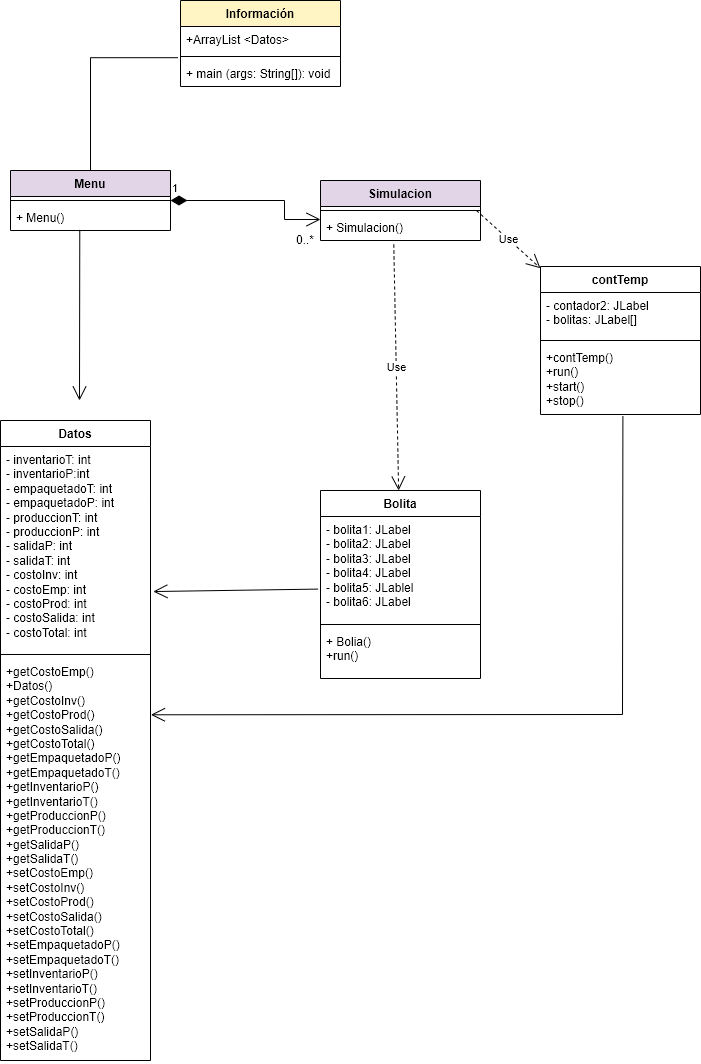 Información
+ArrayList <Datos>
+ main (args: String[]): void
Menu
+ Menu()
1
0..*
Simulacion
+ Simulacion()
Use
contTemp
- contador2: JLabel
- bolitas: JLabel[]
+contTemp()
+run()
+start()
+stop()
Use
Datos
- inventarioT: int
- inventarioP:int
- empaquetadoT: int
- empaquetadoP: int
- produccionT: int
- produccionP: int
- salidaP: int
- salidaT: int
- costoInv: int
- costoEmp: int
- costoProd: int
- costoSalida: int
- costoTotal: int
+getCostoEmp()
+Datos()
+getCostoInv()
+getCostoProd()
+getCostoSalida()
+getCostoTotal()
+getEmpaquetadoP()
+getEmpaquetadoT()
+getInventarioP()
+getInventarioT()
+getProduccionP()
+getProduccionT()
+getSalidaP()
+getSalidaT()
+setCostoEmp()
+setCostoInv()
+setCostoProd()
+setCostoSalida()
+setCostoTotal()
+setEmpaquetadoP()
+setEmpaquetadoT()
+setInventarioP()
+setInventarioT()
+setProduccionP()
+setProduccionT()
+setSalidaP()
+setSalidaT()
Bolita
- bolita1: JLabel
- bolita2: JLabel
- bolita3: JLabel
- bolita4: JLabel
- bolita5: JLablel
- bolita6: JLabel
+ Bolia()
+run()